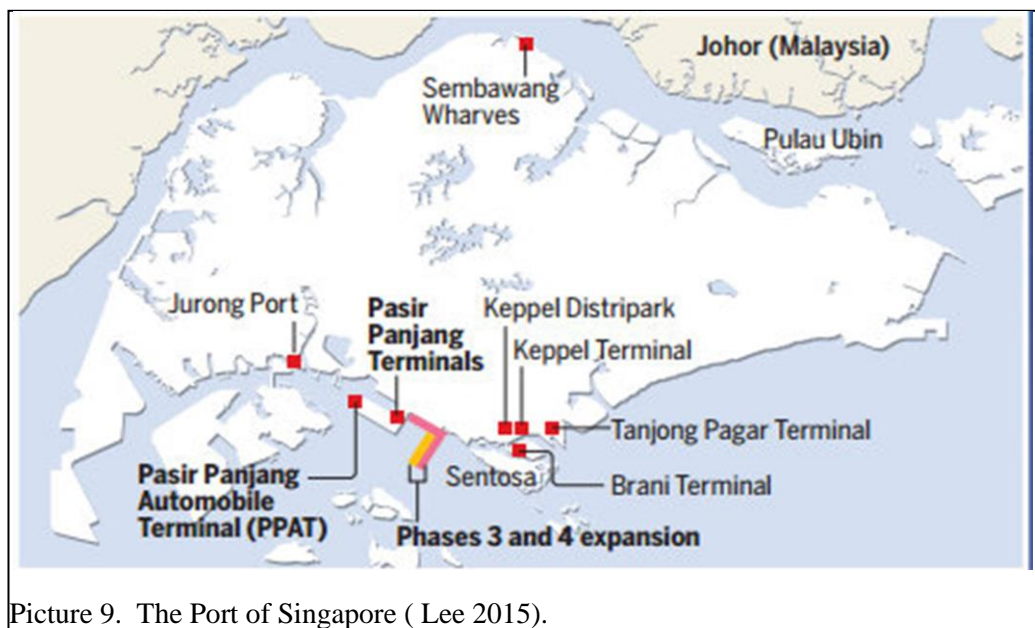 Johor (Malaysia)
Sembawang
Wharves
Pulau Ubin
Jurong Port
Pasir
Panjang
Terminals
Keppel Distripark
Keppel Terminal
Tanjong Pagar Terminal
Pasir Panjang
Automobile
Terminal (PPAT)
Sentosa
Brani Terminal
Phases 3 and 4 expansion
Picture 9.  The Port of Singapore ( Lee 2015).